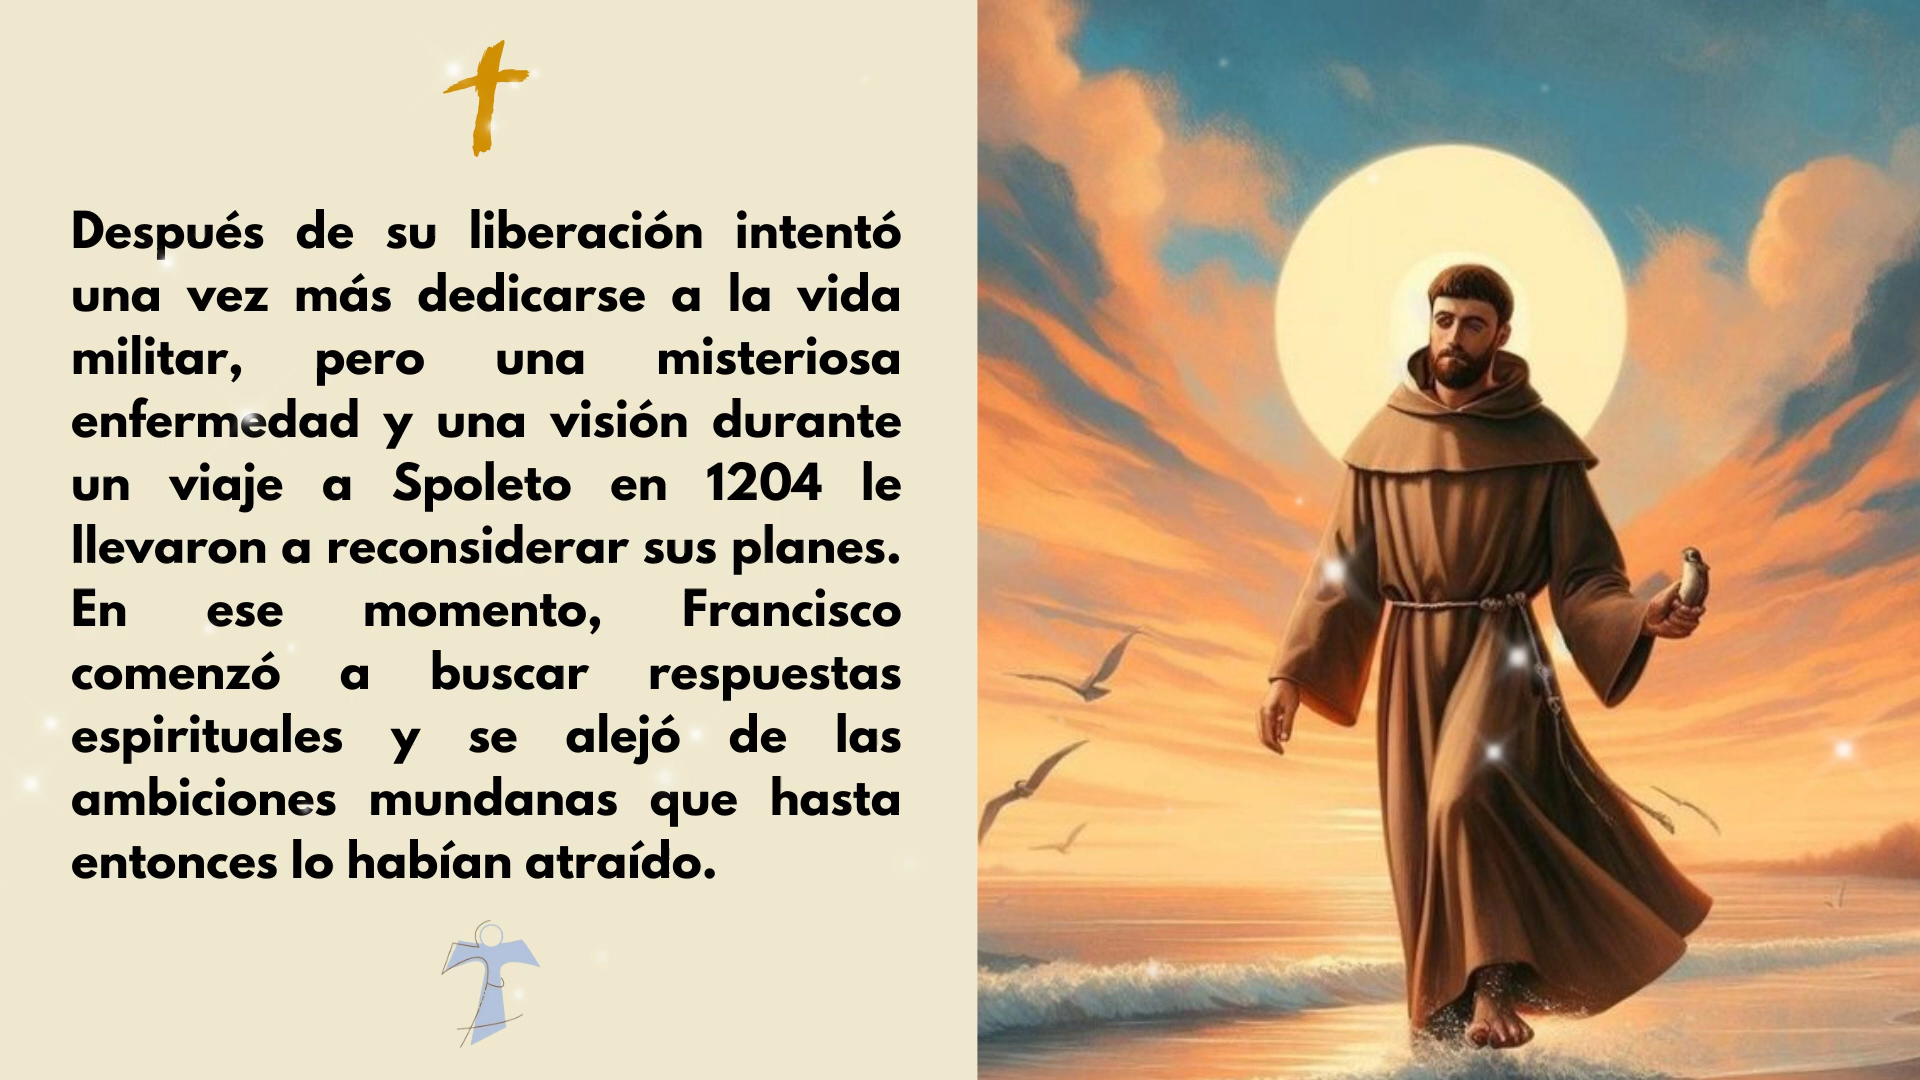 Después de su liberación intentó
una vez más dedicarse a la vida
militar, pero una misteriosa
enfermedad y una visión durante
un viaje a Spoleto en 1204 le
llevaron a reconsiderar sus planes.
En ese momento, Francisco
comenzó a buscar respuestas
espirituales y se alejó de las
ambiciones mundanas que hasta
entonces lo habían atraído.